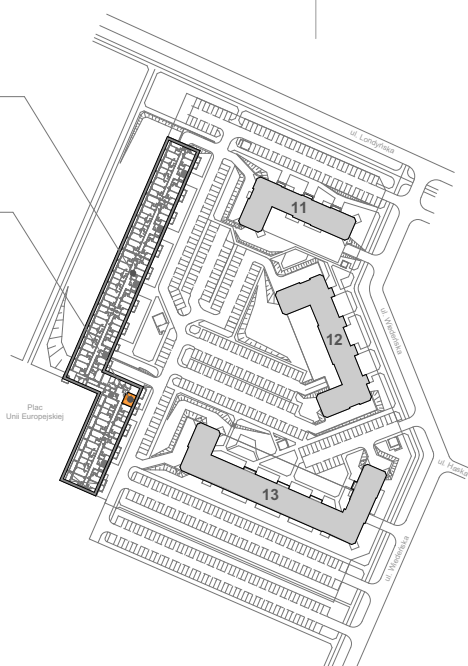 ul. Londyńska
11
ul. Wiedeńska
12
Plac
Unii Europejskiej
ul. Haska
13
ul. Wiedeńska